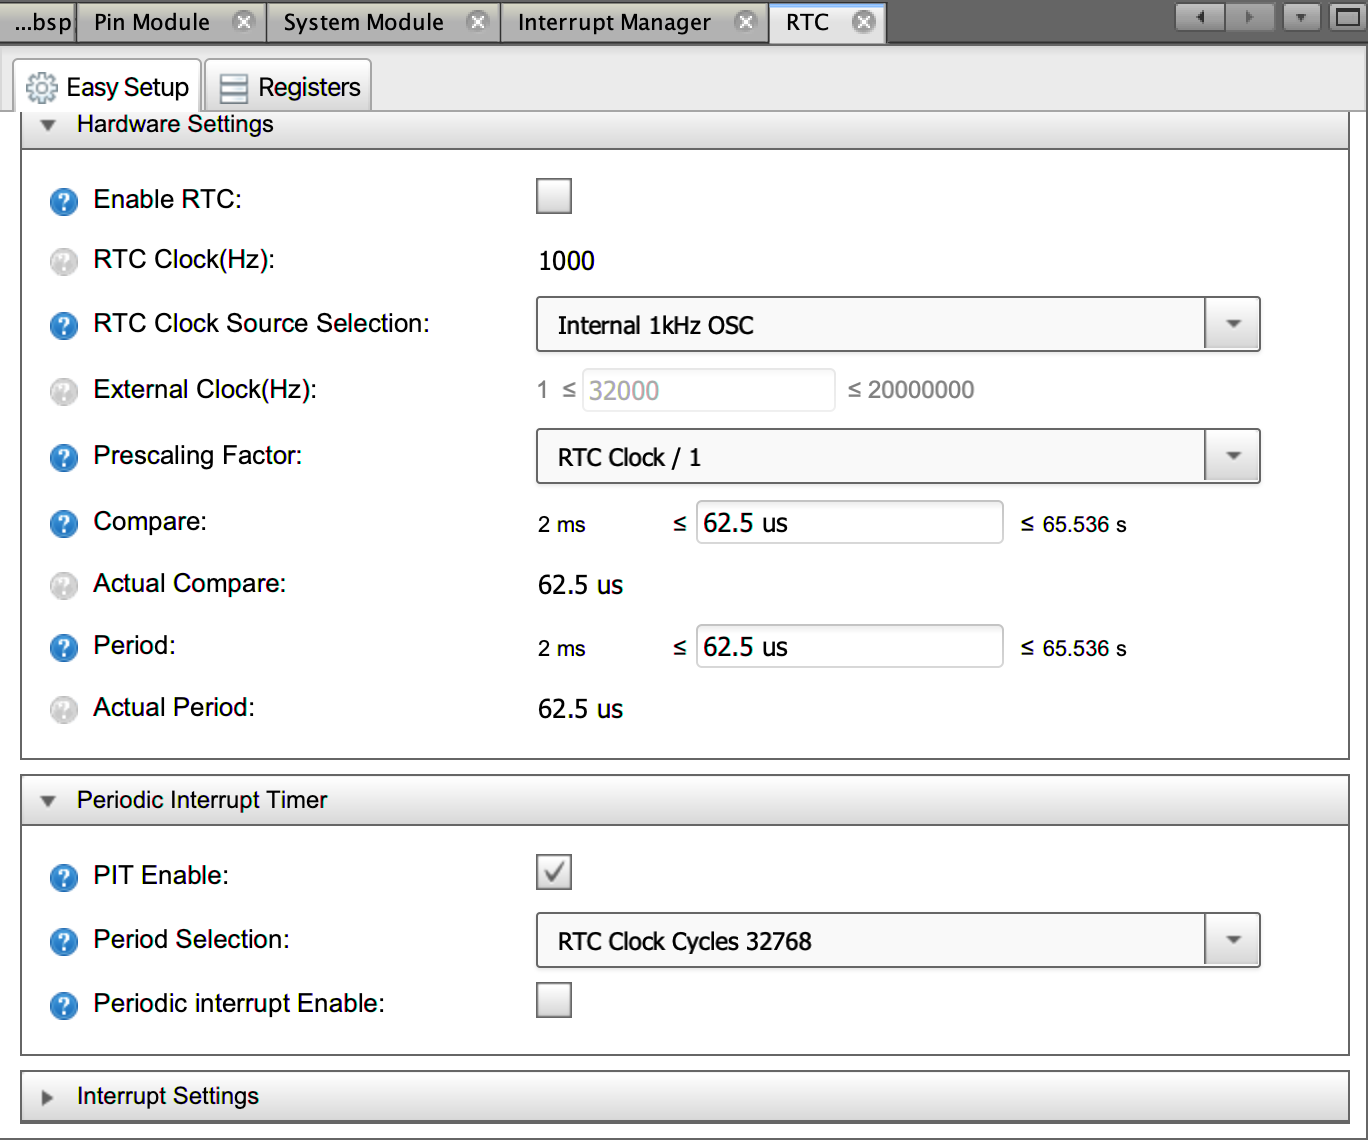 ...bsp Pin Module System Module Interrupt Manager RTC
Easy Setup Registers
Hardware Settings
Enable RTC:
RTC Clock(Hz): 1000
RTC Clock Source Selection: Internal 1kHz OSC
External Clock(Hz): 1 ≤ 32000 ≤ 20000000
Prescaling Factor: RTC Clock / 1
Compare: 2 ms ≤ 62.5 us ≤ 65.536 s
Actual Compare: 62.5 us
Period: 2 ms ≤ 62.5 us ≤ 65.536 s
Actual Period: 62.5 us
Periodic Interrupt Timer
PIT Enable:
Period Selection: RTC Clock Cycles 32768
Periodic interrupt Enable:
Interrupt Settings